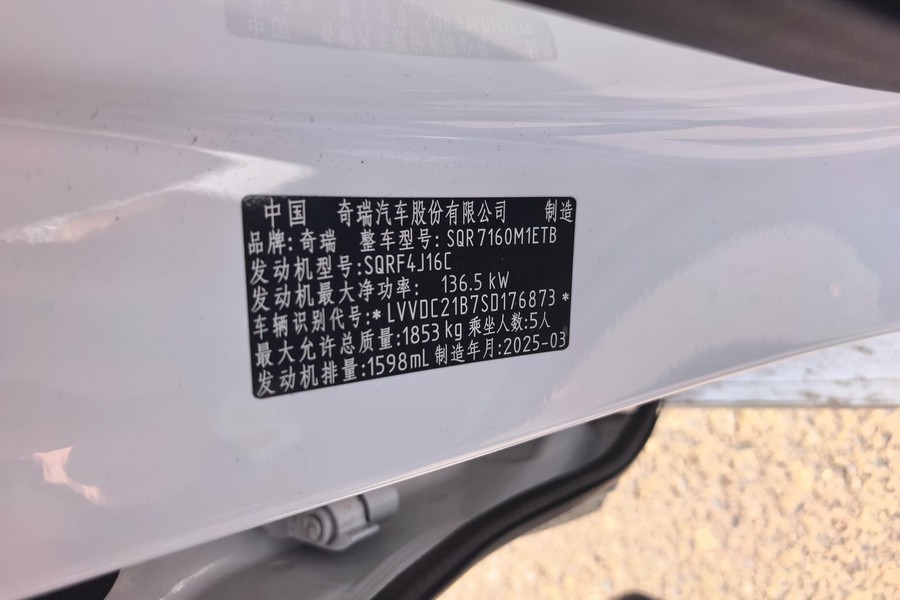 中国 奇瑞汽车股份有限公司 制造
品牌:奇瑞 整车型号:SQR7160M1ETB
发动机型号:SQRF4J16C
发动机最大净功率: 136.5 kW
车辆识别代号:*LVVDC21B7SD176873*
最大允许总质量:1853 kg 乘坐人数:5人
发动机排量:1598mL 制造年月:2025-03